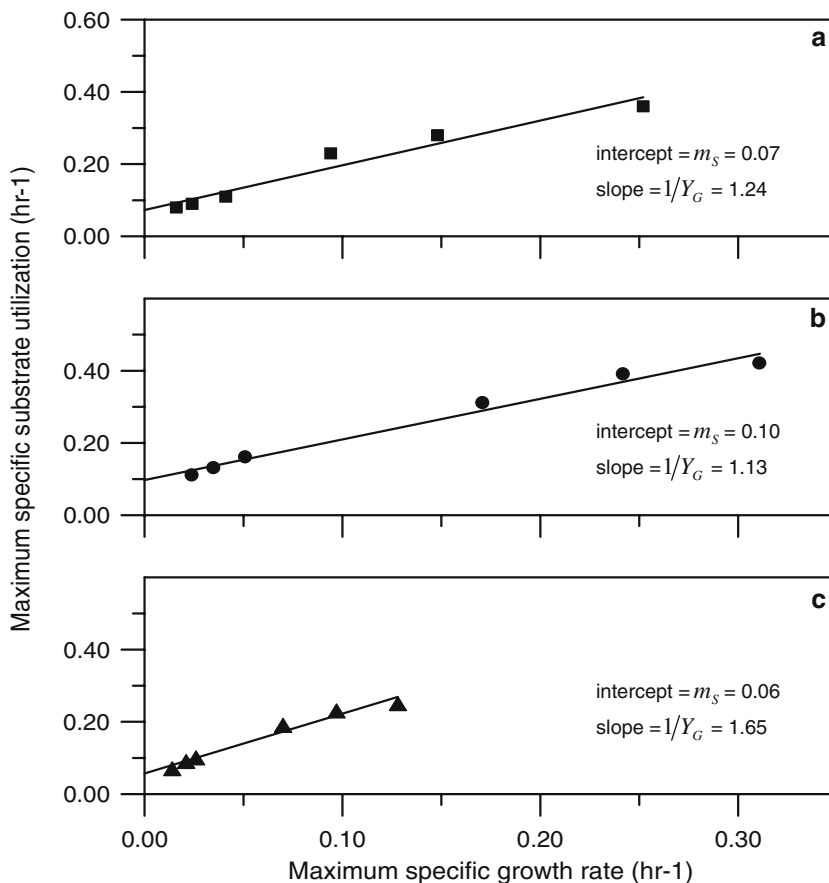 Maximum specific substrate utilization (hr-1)
0.60
0.40
0.20
0.00
a
intercept = m_S = 0.07
slope = 1/Y_G = 1.24
0.40
0.20
0.00
b
intercept = m_S = 0.10
slope = 1/Y_G = 1.13
0.40
0.20
0.00
c
intercept = m_S = 0.06
slope = 1/Y_G = 1.65
0.00 0.10 0.20 0.30
Maximum specific growth rate (hr-1)